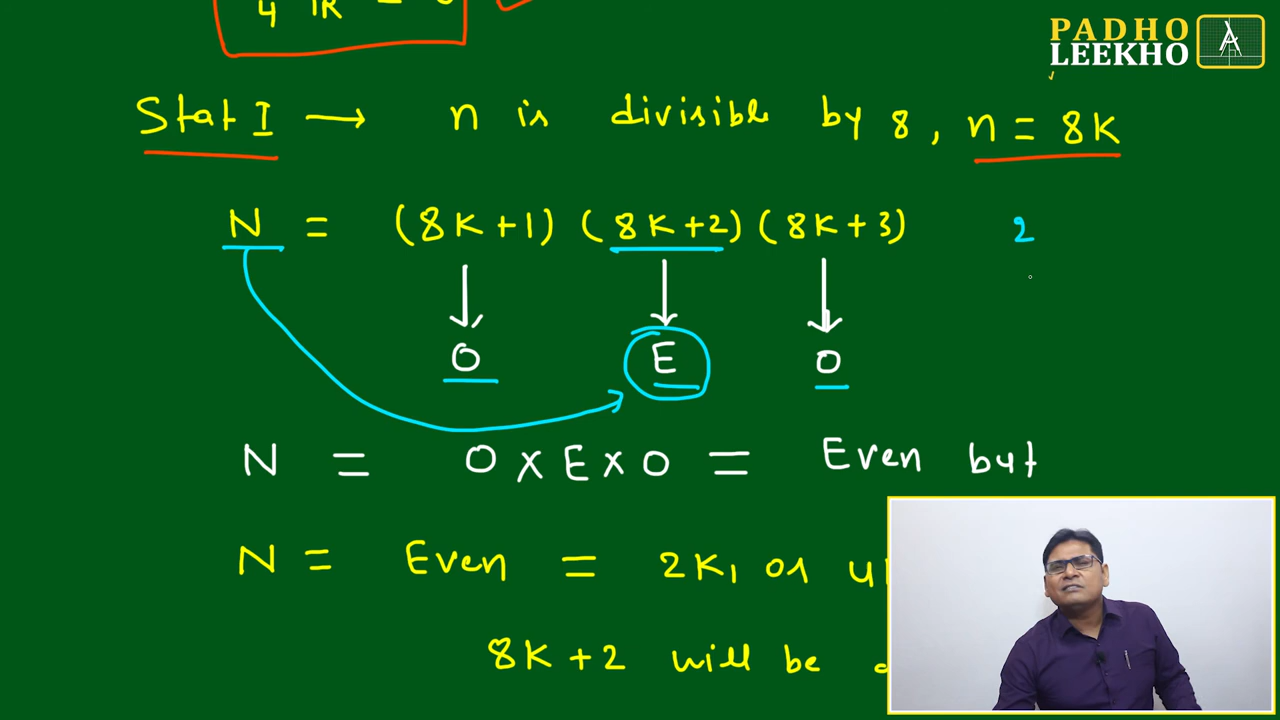 PADHO
LEEKHO
Stat I → n is divisible by 8, n = 8K
N = (8K+1) (8K+2) (8K+3) 2
O E O
N = O x E x O = Even but
N = Even = 2K1 or
8K+2 will be